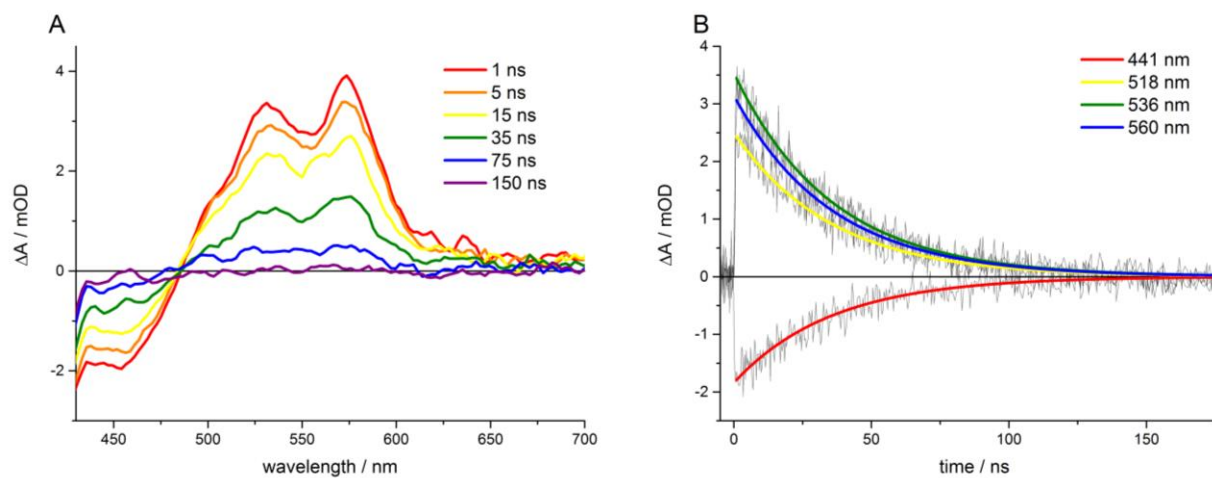 A
ΔA / mOD
4
2
0
-2
450
500
550
600
650
700
wavelength / nm
1 ns
5 ns
15 ns
35 ns
75 ns
150 ns
B
ΔA / mOD
4
3
2
1
0
-1
-2
0
50
100
150
time / ns
441 nm
518 nm
536 nm
560 nm